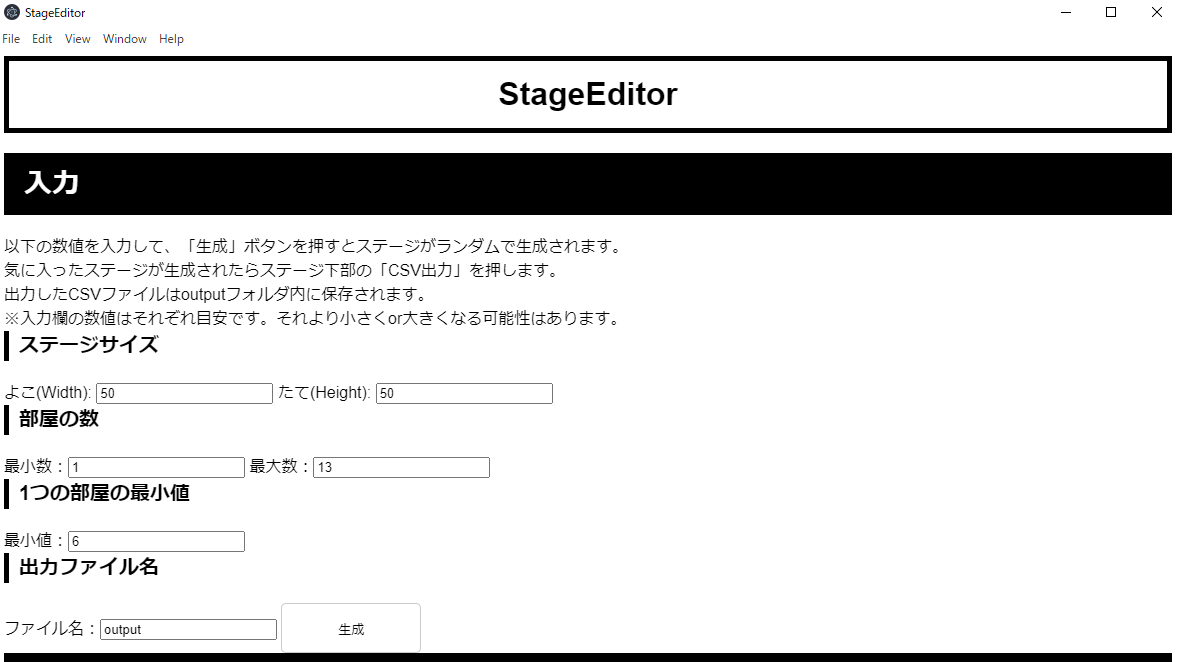 StageEditor
File Edit View Window Help
StageEditor
入力
以下の数値を入力して、「生成」ボタンを押すとステージがランダムで生成されます。
気に入ったステージが生成されたらステージ下部の「CSV出力」を押します。
出力したCSVファイルはoutputフォルダ内に保存されます。
※入力欄の数値はそれぞれ目安です。それより小さくor大きくなる可能性はあります。
ステージサイズ
よこ(Width): 50 たて(Height): 50
部屋の数
最小数：1 最大数：13
1つの部屋の最小値
最小値：6
出力ファイル名
ファイル名：output 生成